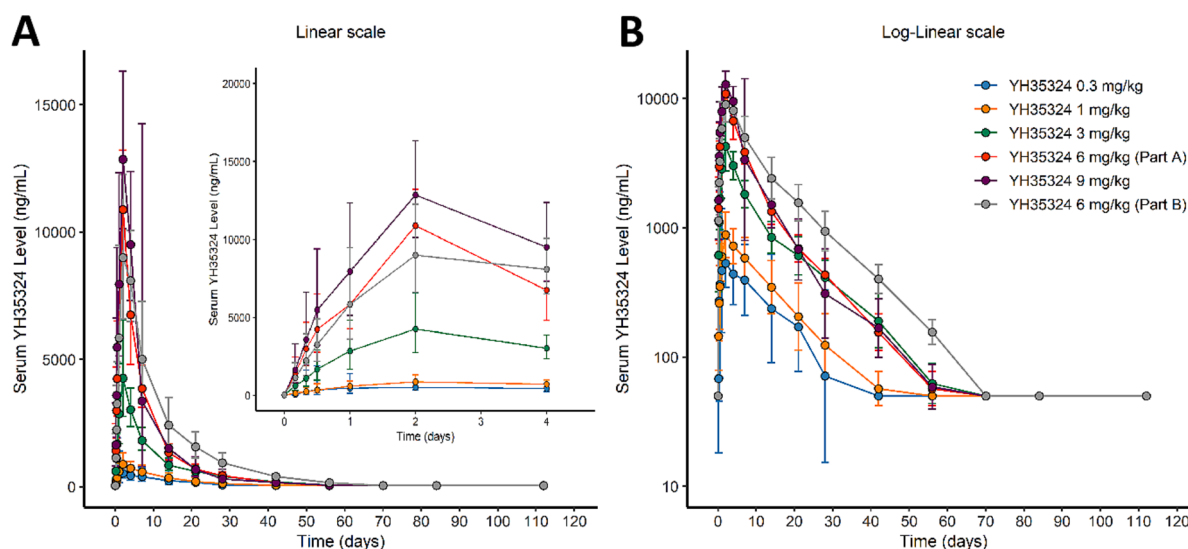 A
Linear scale
Serum YH35324 Level (ng/mL)
15000
10000
5000
0
0 10 20 30 40 50 60 70 80 90 100 110 120
Time (days)
Serum YH35324 Level (ng/mL)
20000
15000
10000
5000
0
0 1 2 3 4
Time (days)
B
Log-Linear scale
Serum YH35324 Level (ng/mL)
10000
1000
100
10
0 10 20 30 40 50 60 70 80 90 100 110 120
Time (days)
YH35324 0.3 mg/kg
YH35324 1 mg/kg
YH35324 3 mg/kg
YH35324 6 mg/kg (Part A)
YH35324 9 mg/kg
YH35324 6 mg/kg (Part B)